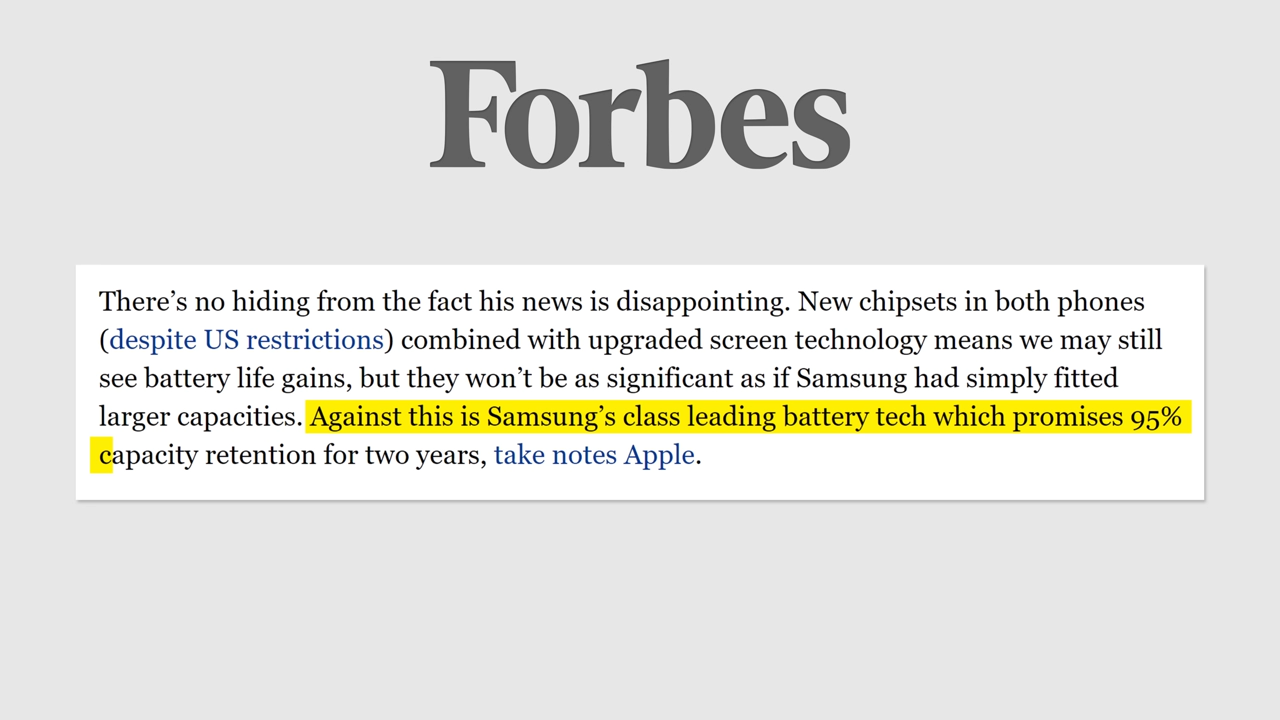 Forbes
There’s no hiding from the fact his news is disappointing. New chipsets in both phones
(despite US restrictions) combined with upgraded screen technology means we may still
see battery life gains, but they won’t be as significant as if Samsung had simply fitted
larger capacities. Against this is Samsung’s class leading battery tech which promises 95%
capacity retention for two years, take notes Apple.